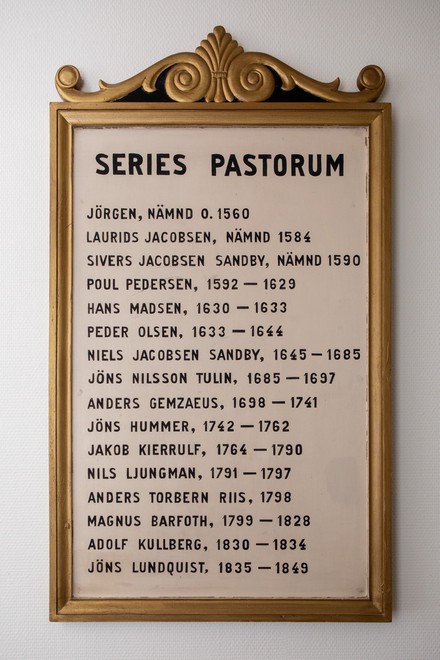 SERIES PASTORUM
JÖRGEN, NÄMND O. 1560
LAURIDS JACOBSEN, NÄMND 1584
SIVERS JACOBSEN SANDBY, NÄMND 1590
POUL PEDERSEN, 1592 — 1629
HANS MADSEN, 1630 — 1633
PEDER OLSEN, 1633 — 1644
NIELS JACOBSEN SANDBY, 1645 — 1685
JÖNS NILSSON TULIN, 1685 — 1697
ANDERS GEMZAEUS, 1698 — 1741
JÖNS HUMMER, 1742 — 1762
JAKOB KIERRULF, 1764 — 1790
NILS LJUNGMAN, 1791 — 1797
ANDERS TORBERN RIIS, 1798
MAGNUS BARFOTH, 1799 — 1828
ADOLF KULLBERG, 1830 — 1834
JÖNS LUNDQUIST, 1835 — 1849